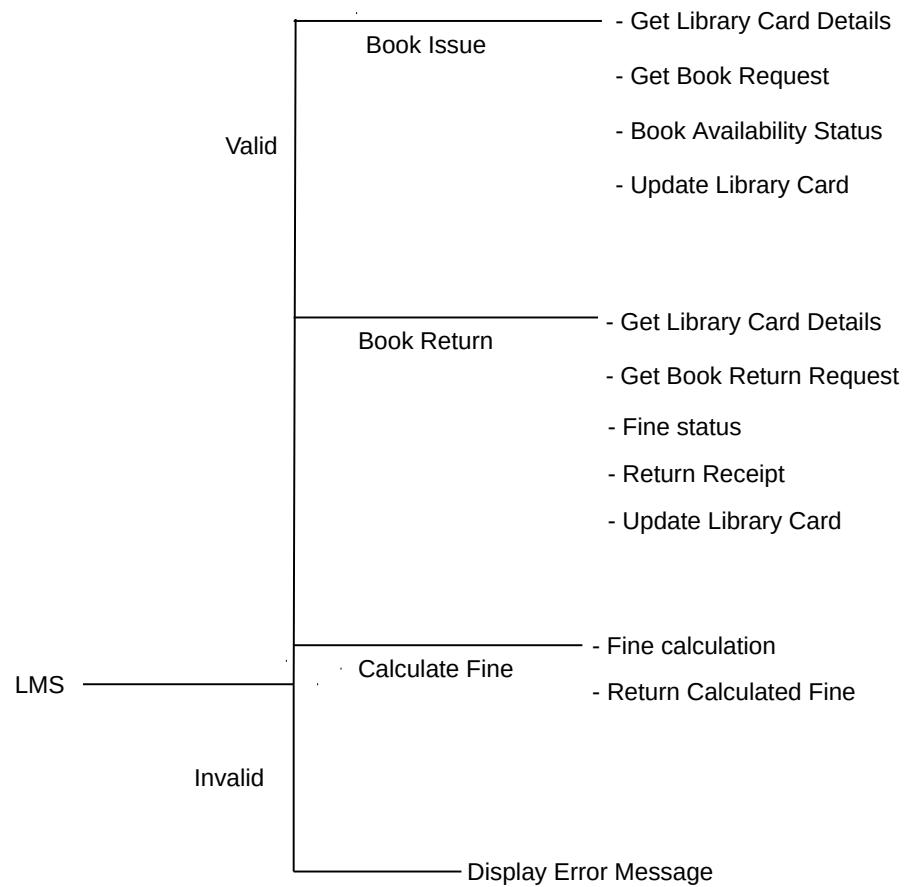 - Get Library Card Details
Book Issue
- Get Book Request
- Book Availability Status
Valid
- Update Library Card
- Get Library Card Details
Book Return
- Get Book Return Request
- Fine status
- Return Receipt
- Update Library Card
- Fine calculation
Calculate Fine
LMS
- Return Calculated Fine
Invalid
Display Error Message